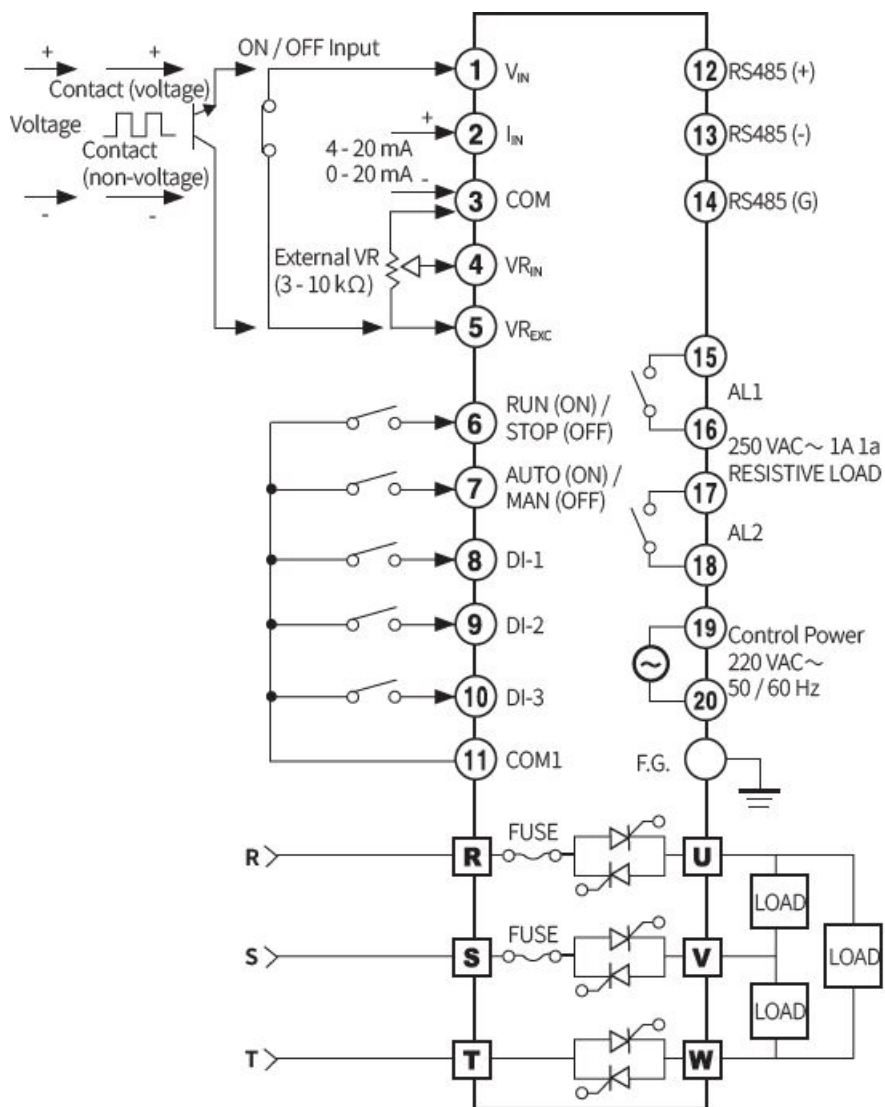 ON / OFF Input
+
+
Contact (voltage)
Voltage
Contact
(non-voltage)
-
-
1 VIN
+
2 IIN
4 - 20 mA
0 - 20 mA
-
3 COM
External VR
(3 - 10 kΩ)
4 VRIN
5 VREXC
6 RUN (ON) /
STOP (OFF)
7 AUTO (ON) /
MAN (OFF)
8 DI-1
9 DI-2
10 DI-3
11 COM1
12 RS485 (+)
13 RS485 (-)
14 RS485 (G)
15
AL1
16
250 VAC~ 1A 1a
RESISTIVE LOAD
17
AL2
18
19
Control Power
220 VAC~
50 / 60 Hz
20
F.G.
R R FUSE U
LOAD
S S FUSE V
LOAD
LOAD
T T W